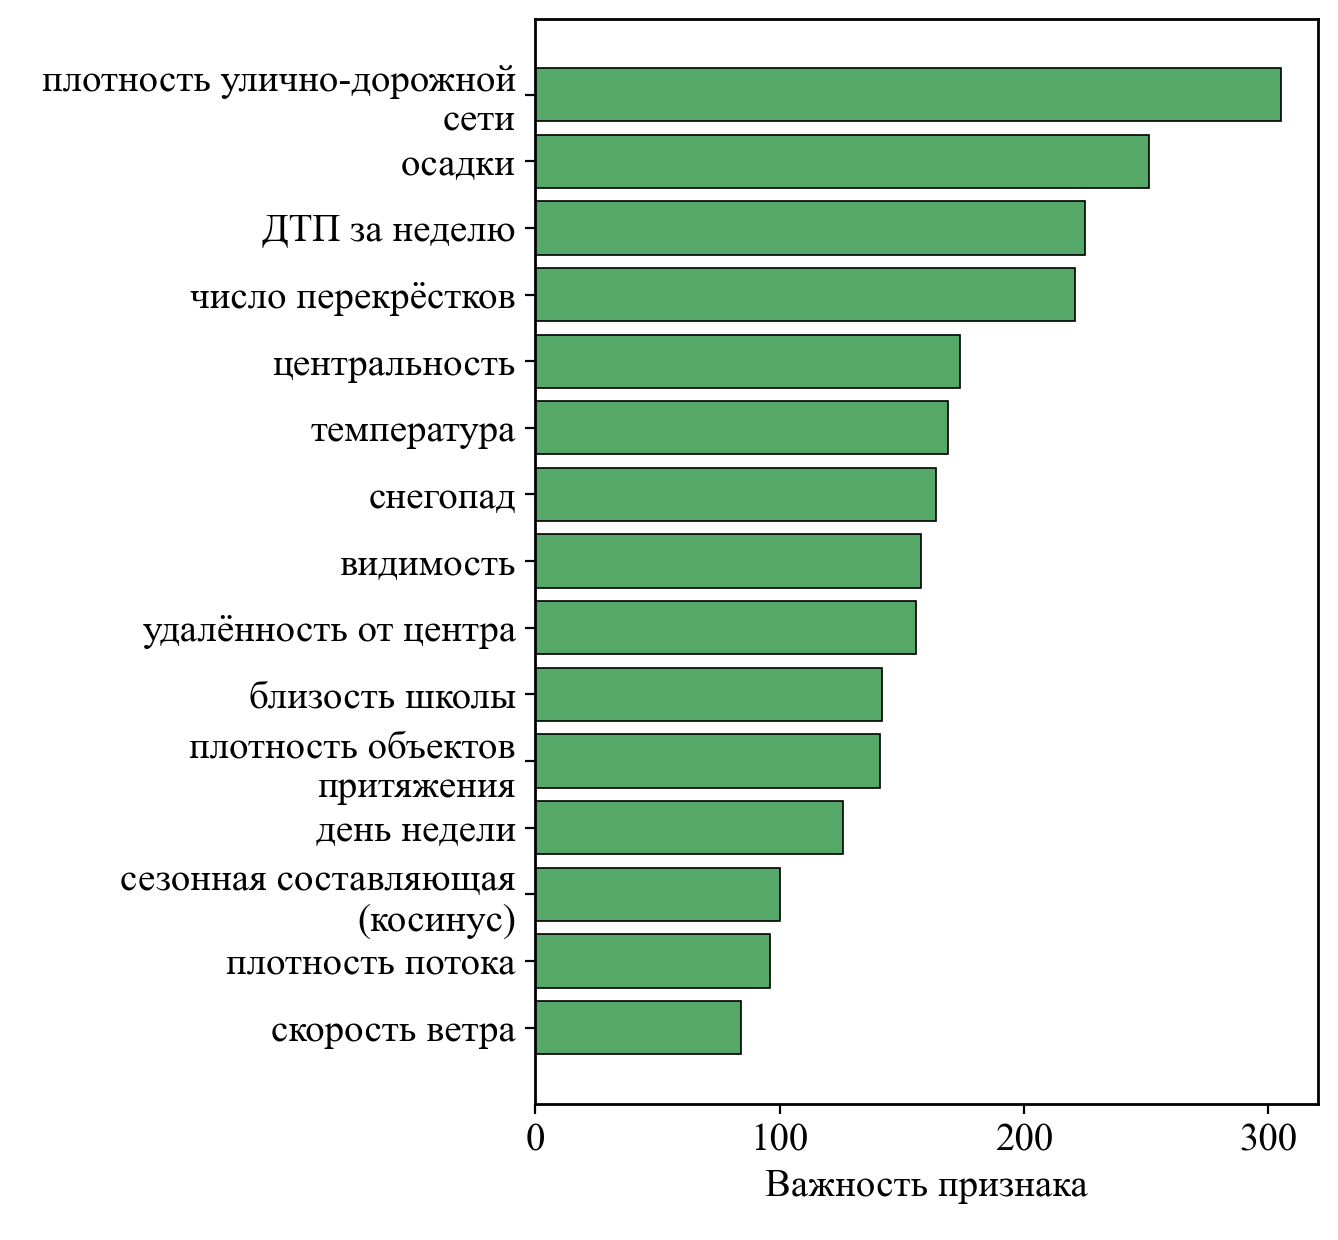 плотность улично-дорожной
сети
осадки
ДТП за неделю
число перекрёстков
центральность
температура
снегопад
видимость
удалённость от центра
близость школы
плотность объектов
притяжения
день недели
сезонная составляющая
(косинус)
плотность потока
скорость ветра
0 100 200 300
Важность признака